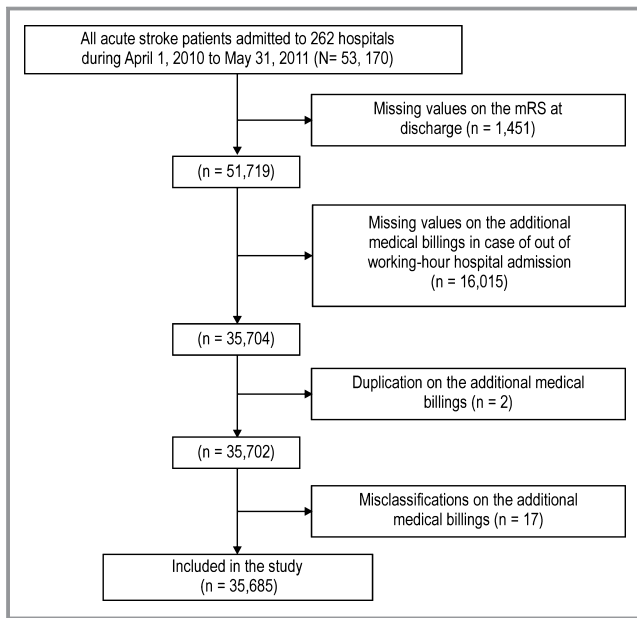 All acute stroke patients admitted to 262 hospitals
during April 1, 2010 to May 31, 2011 (N= 53, 170)
Missing values on the mRS at
discharge (n = 1,451)
(n = 51,719)
Missing values on the additional
medical billings in case of out of
working-hour hospital admission
(n = 16,015)
(n = 35,704)
Duplication on the additional medical
billings (n = 2)
(n = 35,702)
Misclassifications on the additional
medical billings (n = 17)
Included in the study
(n = 35,685)